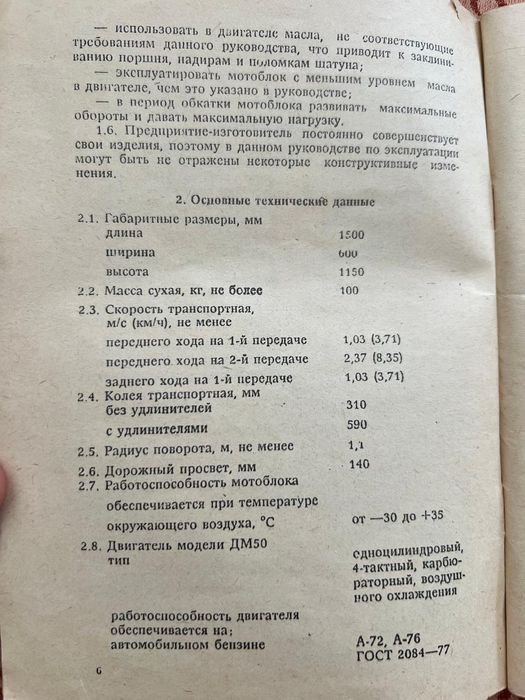 — использовать в двигателе масла, не соответствующие
требованиям данного руководства, что приводит к заклини-
ванию поршня, надирам и поломкам шатуна;
— эксплуатировать мотоблок с меньшим уровнем масла
в двигателе, чем это указано в руководстве;
— в период обкатки мотоблока развивать максимальные
обороты и давать максимальную нагрузку.
1.6. Предприятие-изготовитель постоянно совершенствует
свои изделия, поэтому в данном руководстве по эксплуатации
могут быть не отражены некоторые конструктивные изме-
нения.
2. Основные технические данные
2.1. Габаритные размеры, мм
длина 1500
ширина 600
высота 1150
2.2. Масса сухая, кг, не более 100
2.3. Скорость транспортная,
м/с (км/ч), не менее
переднего хода на 1-й передаче 1,03 (3,71)
переднего хода на 2-й передаче 2,37 (8,35)
заднего хода на 1-й передаче 1,03 (3,71)
2.4. Колея транспортная, мм
без удлинителей 310
с удлинителями 590
2.5. Радиус поворота, м, не менее 1,1
2.6. Дорожный просвет, мм 140
2.7. Работоспособность мотоблока
обеспечивается при температуре
окружающего воздуха, °С от —30 до +35
2.8. Двигатель модели ДМ50
тип одноцилиндровый,
4-тактный, карбю-
раторный, воздуш-
ного охлаждения
работоспособность двигателя
обеспечивается на:
автомобильном бензине А-72, А-76
ГОСТ 2084—77
6